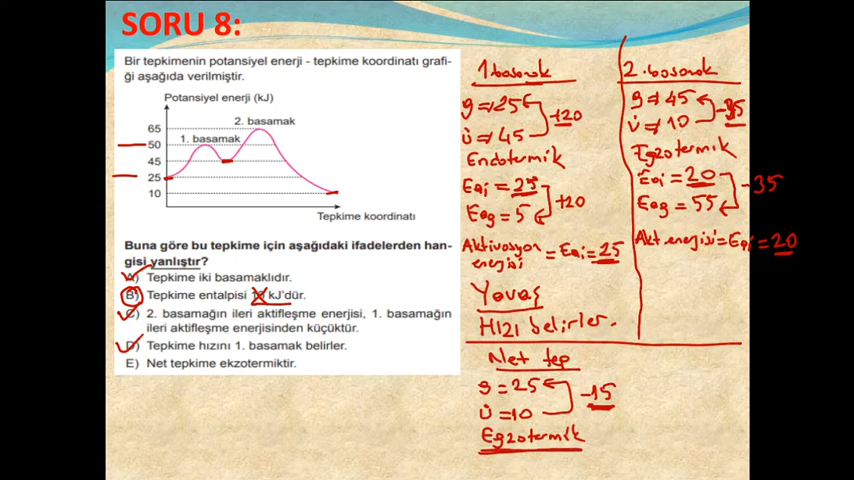 SORU 8:
Bir tepkimenin potansiyel enerji - tepkime koordinatı grafi-
ği aşağıda verilmiştir.
Potansiyel enerji (kJ)
65
50
45
25
10
1. basamak
2. basamak
Tepkime koordinatı
Buna göre bu tepkime için aşağıdaki ifadelerden han-
gisi yanlıştır?
A) Tepkime iki basamaklıdır.
B) Tepkime entalpisi kJ'dür.
C) 2. basamağın ileri aktifleşme enerjisi, 1. basamağın
ileri aktifleşme enerjisinden küçüktür.
D) Tepkime hızını 1. basamak belirler.
E) Net tepkime ekzotermiktir.
1 basamak
g = 25
ü = 45
+20
Endotermik
Eai = 25
Eag = 5
+20
Aktivasyon
enerjisi = Eai = 25
Yavaş
HIZI belirler.
2. basamak
g = 45
ü = 10
Egzotermik
Eai = 20
Eag = 55
-35
Akt enerjisi = Eai = 20
Net tep
g = 25
ü = 10
-15
Egzotermik